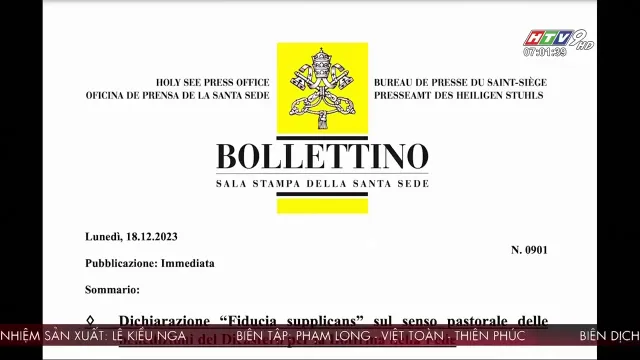 HTV9 HD
07:01:39
HOLY SEE PRESS OFFICE
OFICINA DE PRENSA DE LA SANTA SEDE
BUREAU DE PRESSE DU SAINT-SIÈGE
PRESSEAMT DES HEILIGEN STUHLS
BOLLETTINO
SALA STAMPA DELLA SANTA SEDE
Lunedì, 18.12.2023
N. 0901
Pubblicazione: Immediata
Sommario:
◊ Dichiarazione “Fiducia supplicans” sul senso pastorale delle
NHIỆM SẢN XUẤT: LÊ KIỀU NGA BIÊN TẬP: PHẠM LONG - VIỆT TOÀN - THIÊN PHÚC BIÊN DỊCH